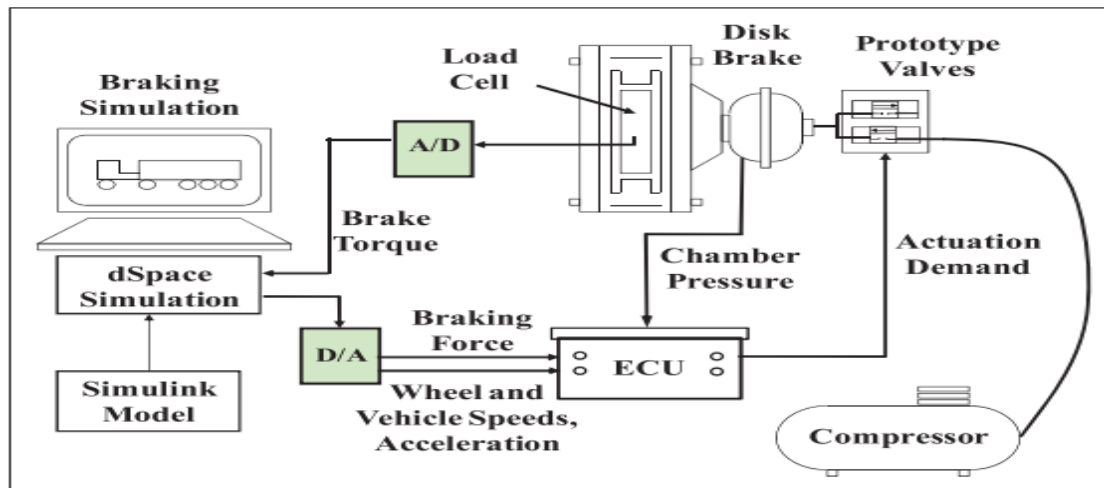 Disk
Brake
Prototype
Valves
Load
Cell
Braking
Simulation
A/D
Brake
Torque
Chamber
Pressure
Actuation
Demand
dSpace
Simulation
Braking
Force
D/A
ECU
Wheel and
Vehicle Speeds,
Acceleration
Simulink
Model
Compressor